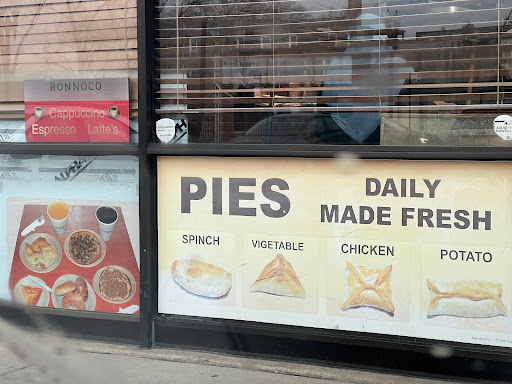 RONNOCO
Cappuccino
Espresso Latte's
PIES
DAILY
MADE FRESH
SPINCH
VIGETABLE
CHICKEN
POTATO